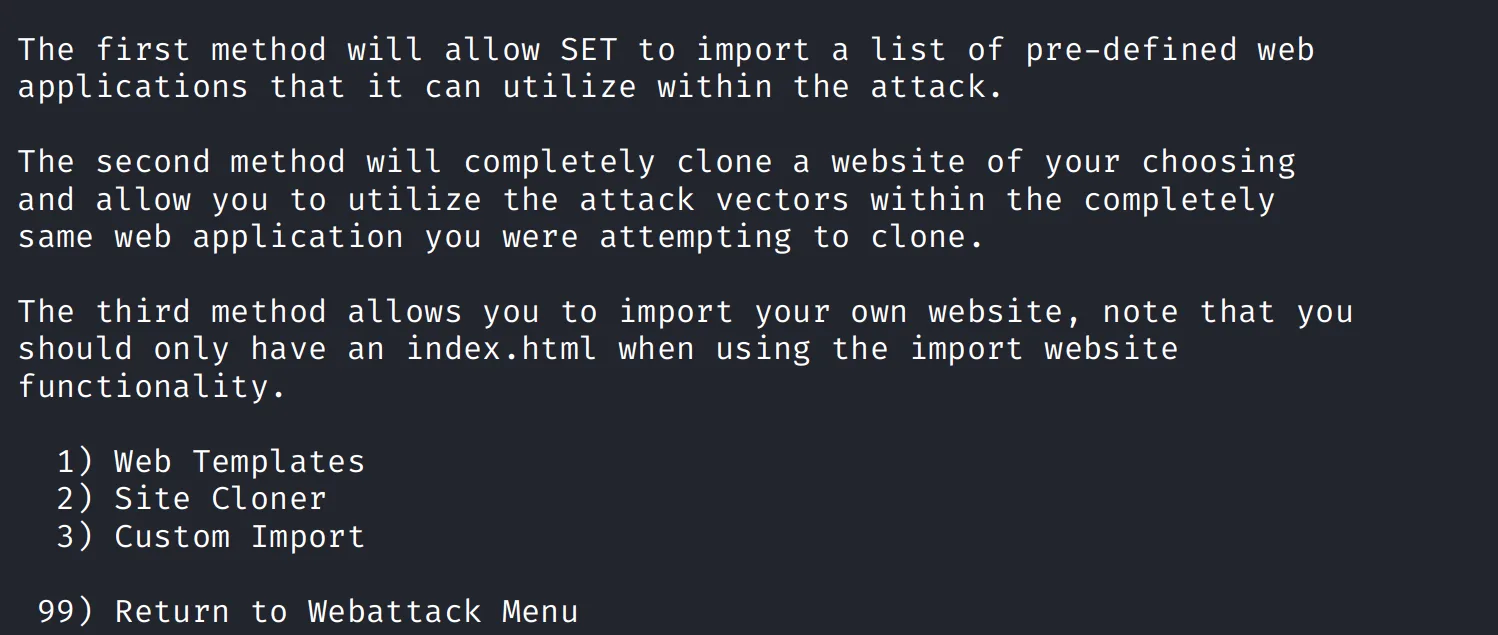 The first method will allow SET to import a list of pre-defined web
applications that it can utilize within the attack.
The second method will completely clone a website of your choosing
and allow you to utilize the attack vectors within the completely
same web application you were attempting to clone.
The third method allows you to import your own website, note that you
should only have an index.html when using the import website
functionality.
1) Web Templates
2) Site Cloner
3) Custom Import
99) Return to Webattack Menu